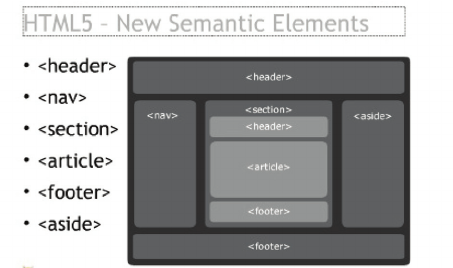 HTML5 – New Semantic Elements
• <header>
• <nav>
• <section>
• <article>
• <footer>
• <aside>
<header>
<nav>
<section>
<header>
<article>
<footer>
<aside>
<footer>